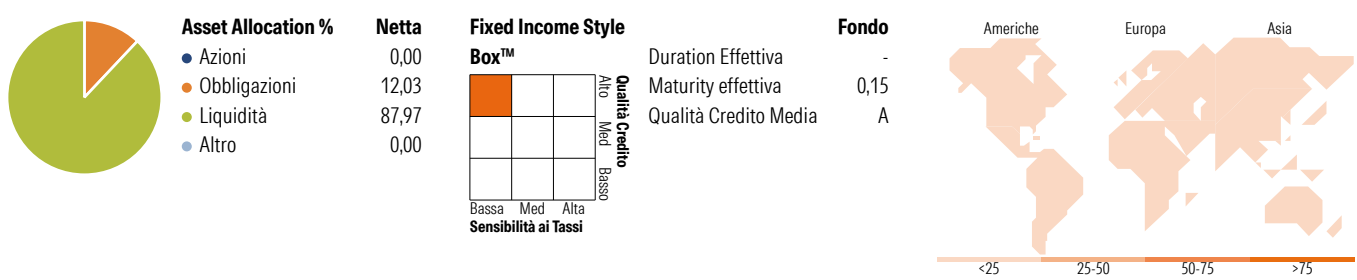 Asset Allocation % Netta
Azioni 0,00
Obbligazioni 12,03
Liquidità 87,97
Altro 0,00
Fixed Income Style Box™
Fondo
Alto Med Basso
Qualità Credito
Bassa Med Alta
Sensibilità ai Tassi
Duration Effettiva -
Maturity effettiva 0,15
Qualità Credito Media A
Americhe Europa Asia
<25 25-50 50-75 >75